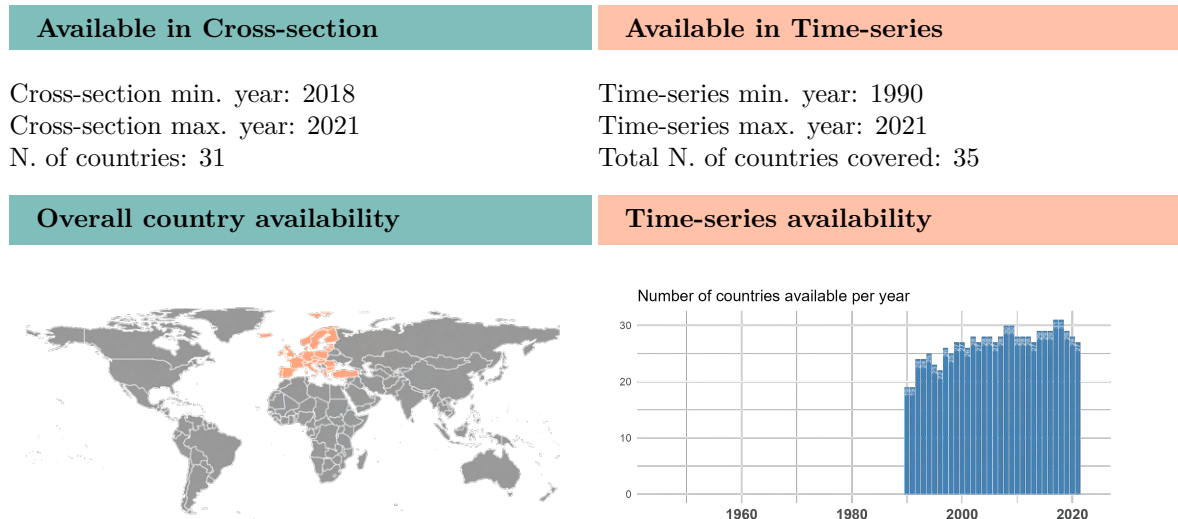 Available in Cross-section
Available in Time-series
Cross-section min. year: 2018
Cross-section max. year: 2021
N. of countries: 31
Time-series min. year: 1990
Time-series max. year: 2021
Total N. of countries covered: 35
Overall country availability
Time-series availability
Number of countries available per year
30
20
10
0
1960 1980 2000 2020